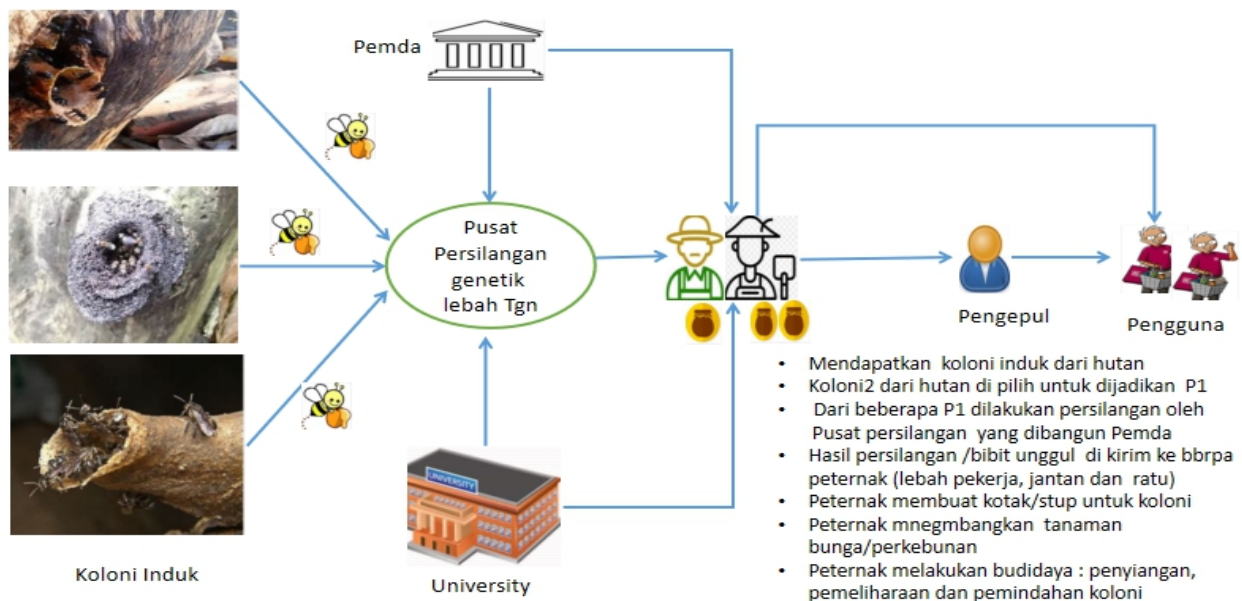 Pemda
Pusat
Persilangan
genetik
lebah Tgn
Pengepul
Pengguna
Koloni Induk
UNIVERSITY
University
• Mendapatkan koloni induk dari hutan
• Koloni2 dari hutan di pilih untuk dijadikan P1
• Dari beberapa P1 dilakukan persilangan oleh
Pusat persilangan yang dibangun Pemda
• Hasil persilangan /bibit unggul di kirim ke bbrpa
peternak (lebah pekerja, jantan dan ratu)
• Peternak membuat kotak/stup untuk koloni
• Peternak mnegmbangkan tanaman
bunga/perkebunan
• Peternak melakukan budidaya : penyiangan,
pemeliharaan dan pemindahan koloni